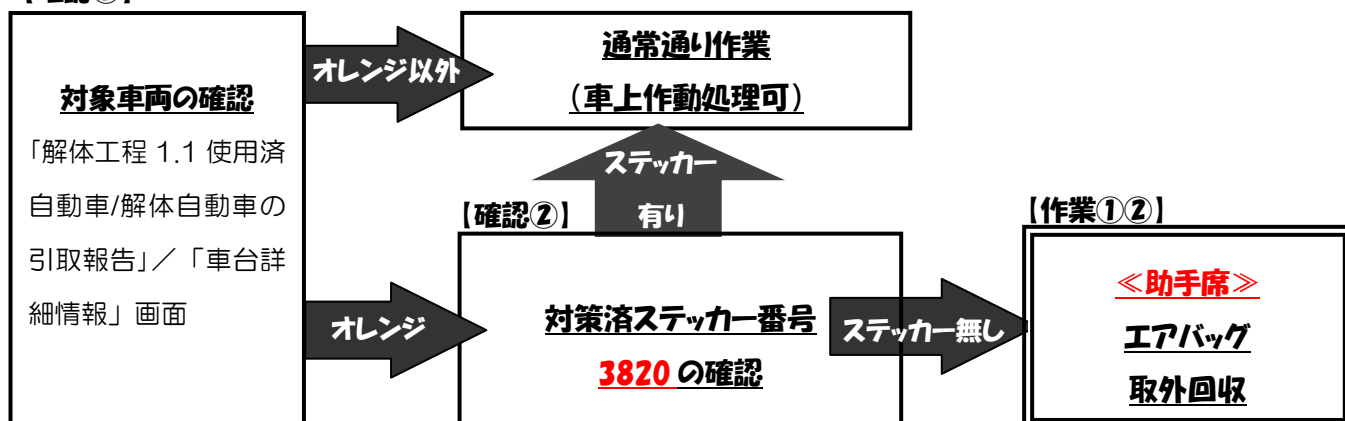 対象車両の確認
「解体工程 1.1 使用済
自動車/解体自動車の
引取報告」／「車台詳
細情報」画面
オレンジ以外
通常通り作業
（車上作動処理可）
ステッカー
有り
オレンジ
【確認②】
対策済ステッカー番号
3820 の確認
ステッカー無し
【作業①②】
≪助手席≫
エアバッグ
取外回収